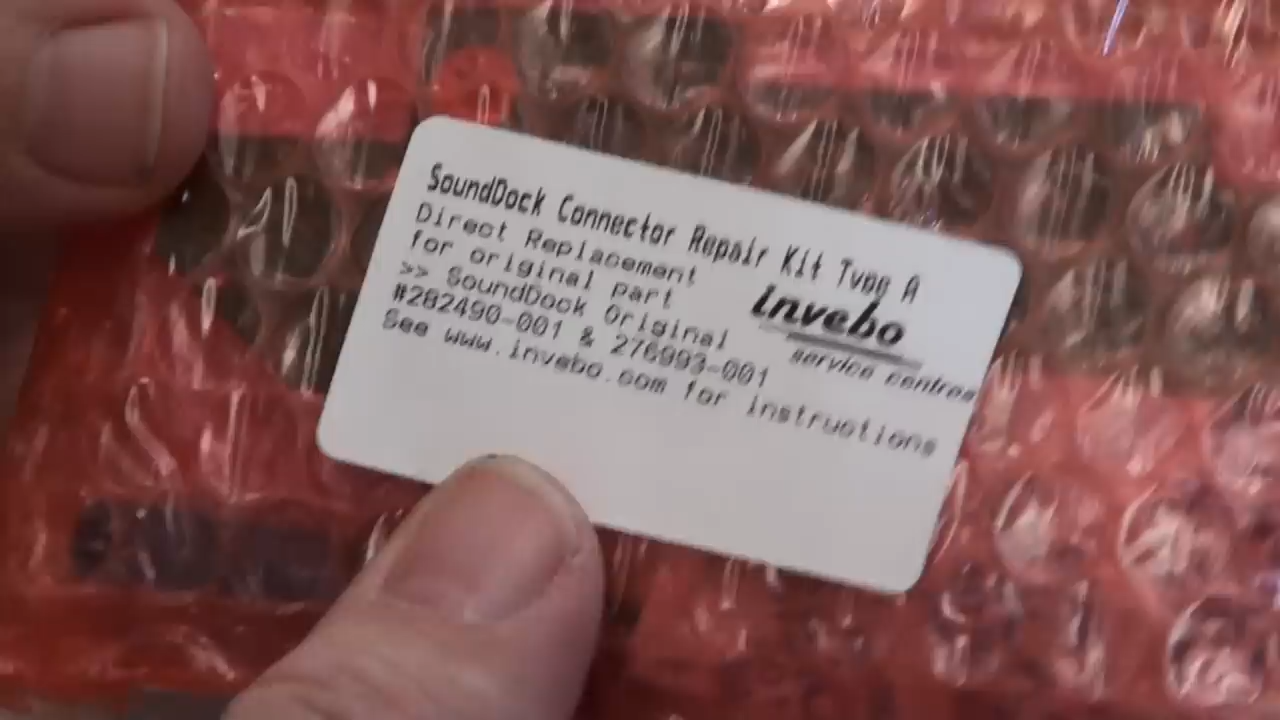 SoundDock Connector Repair Kit Type A
Direct Replacement
for original part
>> SoundDock Original
#282490-001 & 276993-001
See www.invebo.com for instructions
Invebo
service centres